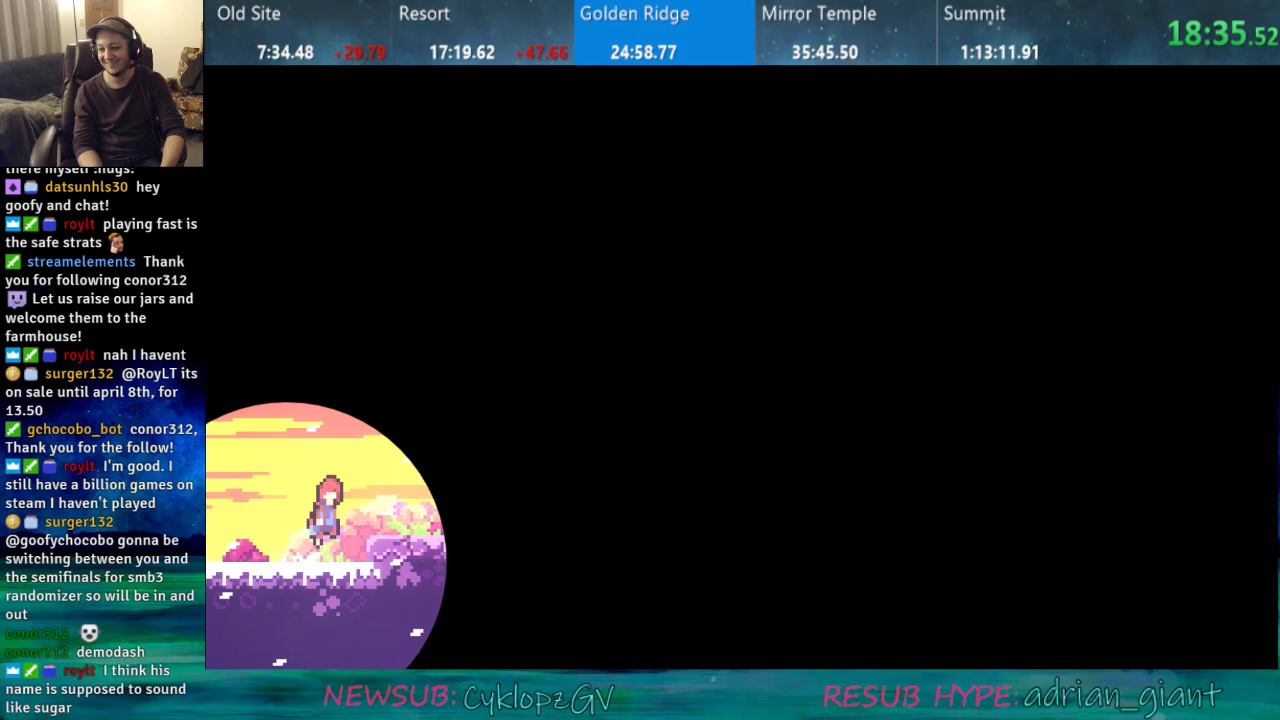 Old Site
Resort
Golden Ridge
Mirror Temple
Summit
7:34.48 +29.79
17:19.62 +47.66
24:58.77
35:45.50
1:13:11.91
18:35.52
there myself :hugs:
datsunhls30 hey
goofy and chat!
roylt playing fast is
the safe strats
streamelements Thank
you for following conor312
Let us raise our jars and
welcome them to the
farmhouse!
roylt nah I havent
surger132 @RoyLT its
on sale until april 8th, for
13.50
gchocobo_bot conor312,
Thank you for the follow!
roylt I'm good. I
still have a billion games on
steam I haven't played
surger132
@goofychocobo gonna be
switching between you and
the semifinals for smb3
randomizer so will be in and
out
conor312
conor312 demodash
roylt I think his
name is supposed to sound
like sugar
NEWSUB: CyklopzGV
RESUB HYPE: adrian_giant